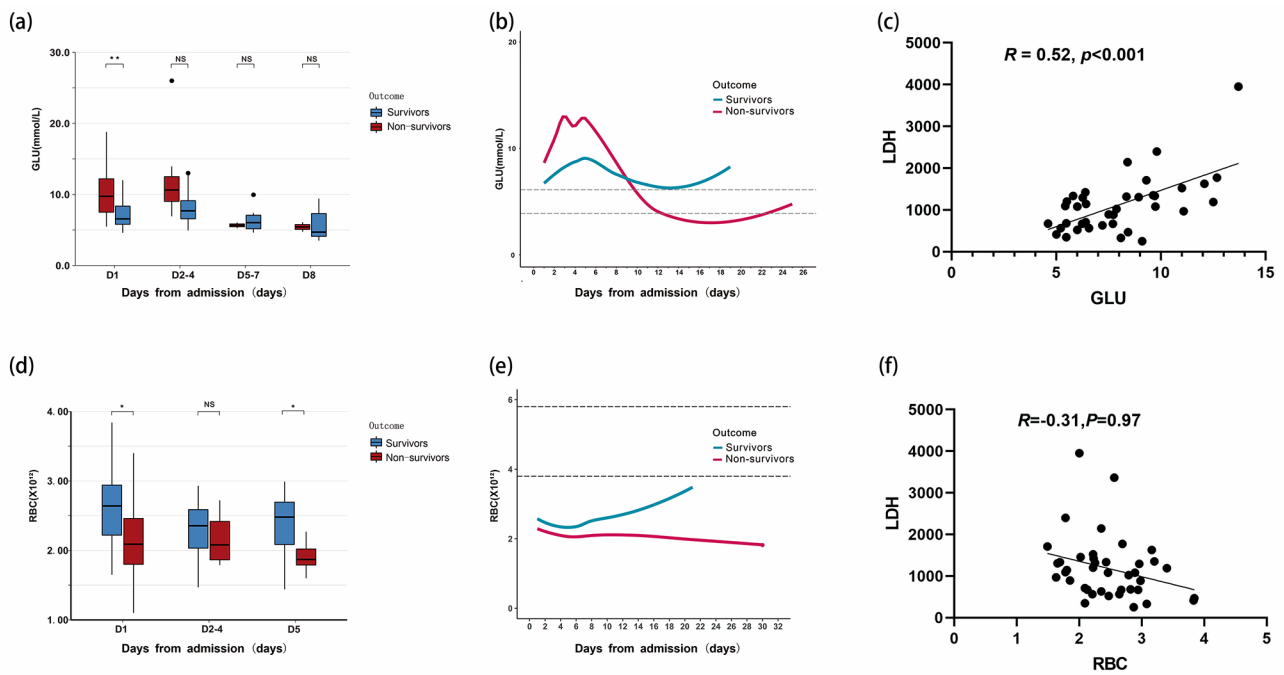 (a)
30.0
20.0
10.0
0.0
GLU(mmol/L)
**
NS
NS
NS
D1
D2-4
D5-7
D8
Days from admission (days)
Outcome
Survivors
Non-survivors
(b)
20
10
0
GLU(mmol/L)
Outcome
Survivors
Non-survivors
0 2 4 6 8 10 12 14 16 18 20 22 24 26
Days from admission (days)
(c)
R = 0.52, p<0.001
5000
4000
3000
2000
1000
0
LDH
0 5 10 15
GLU
(d)
4.00
3.00
2.00
1.00
RBC(X10¹²)
*
NS
*
D1
D2-4
D5
Days from admission (days)
Outcome
Survivors
Non-survivors
(e)
6
4
2
0
RBC(X10¹²)
Outcome
Survivors
Non-survivors
0 2 4 6 8 10 12 14 16 18 20 22 24 26 28 30 32
Days from admission (days)
(f)
R=-0.31,P=0.97
5000
4000
3000
2000
1000
0
LDH
0 1 2 3 4 5
RBC